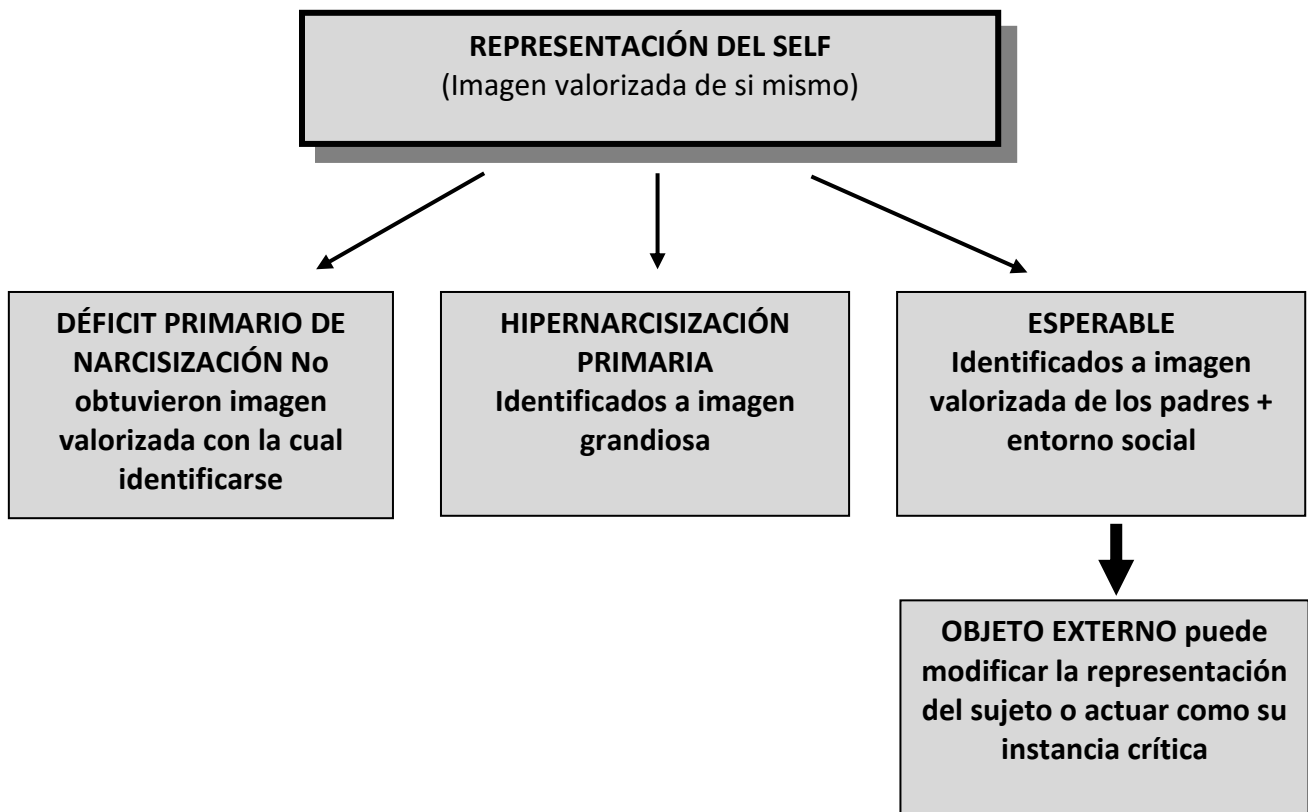 REPRESENTACIÓN DEL SELF
(Imagen valorizada de si mismo)
DÉFICIT PRIMARIO DE
NARCISIZACIÓN No
obtuvieron imagen
valorizada con la cual
identificarse
HIPERNARCISIZACIÓN
PRIMARIA
Identificados a imagen
grandiosa
ESPERABLE
Identificados a imagen
valorizada de los padres +
entorno social
OBJETO EXTERNO puede
modificar la representación
del sujeto o actuar como su
instancia crítica